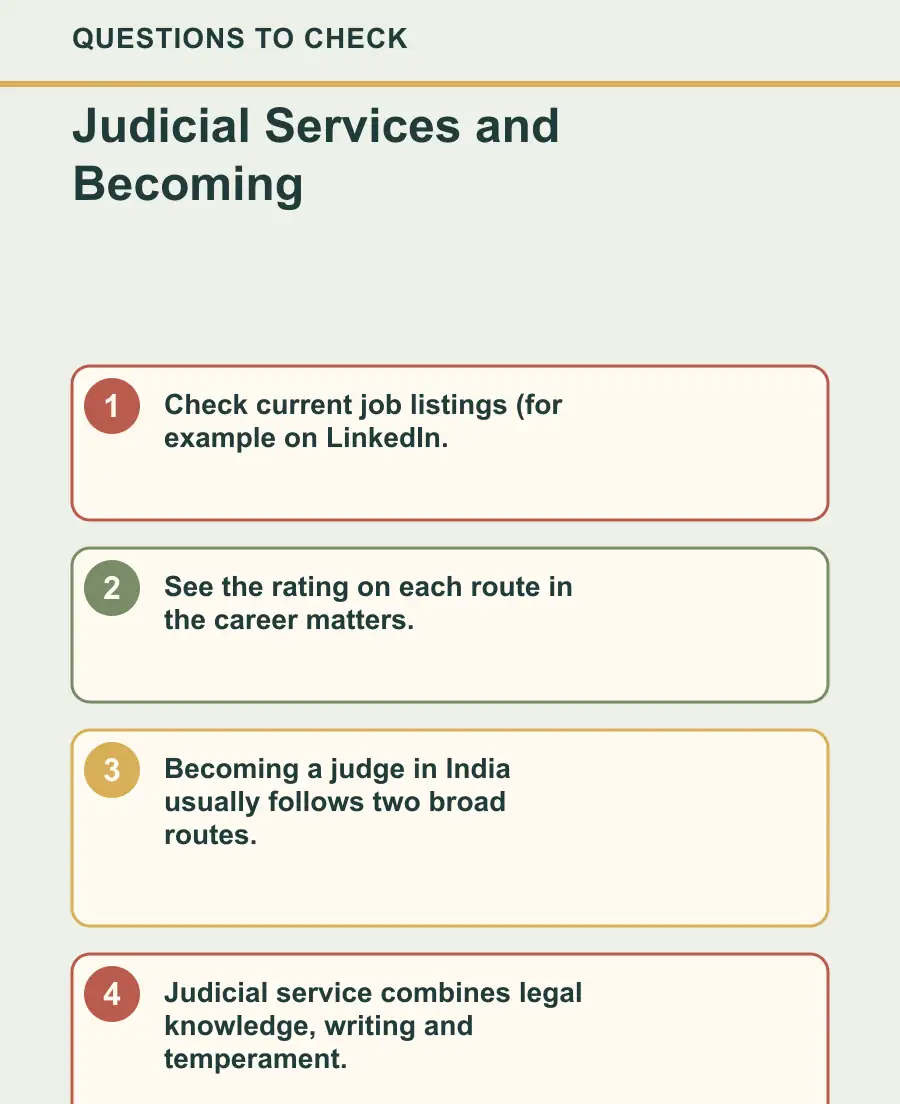 QUESTIONS TO CHECK
Judicial Services and
Becoming
1
Check current job listings (for
example on LinkedIn.
2
See the rating on each route in
the career matters.
3
Becoming a judge in India
usually follows two broad
routes.
4
Judicial service combines legal
knowledge, writing and
temperament.